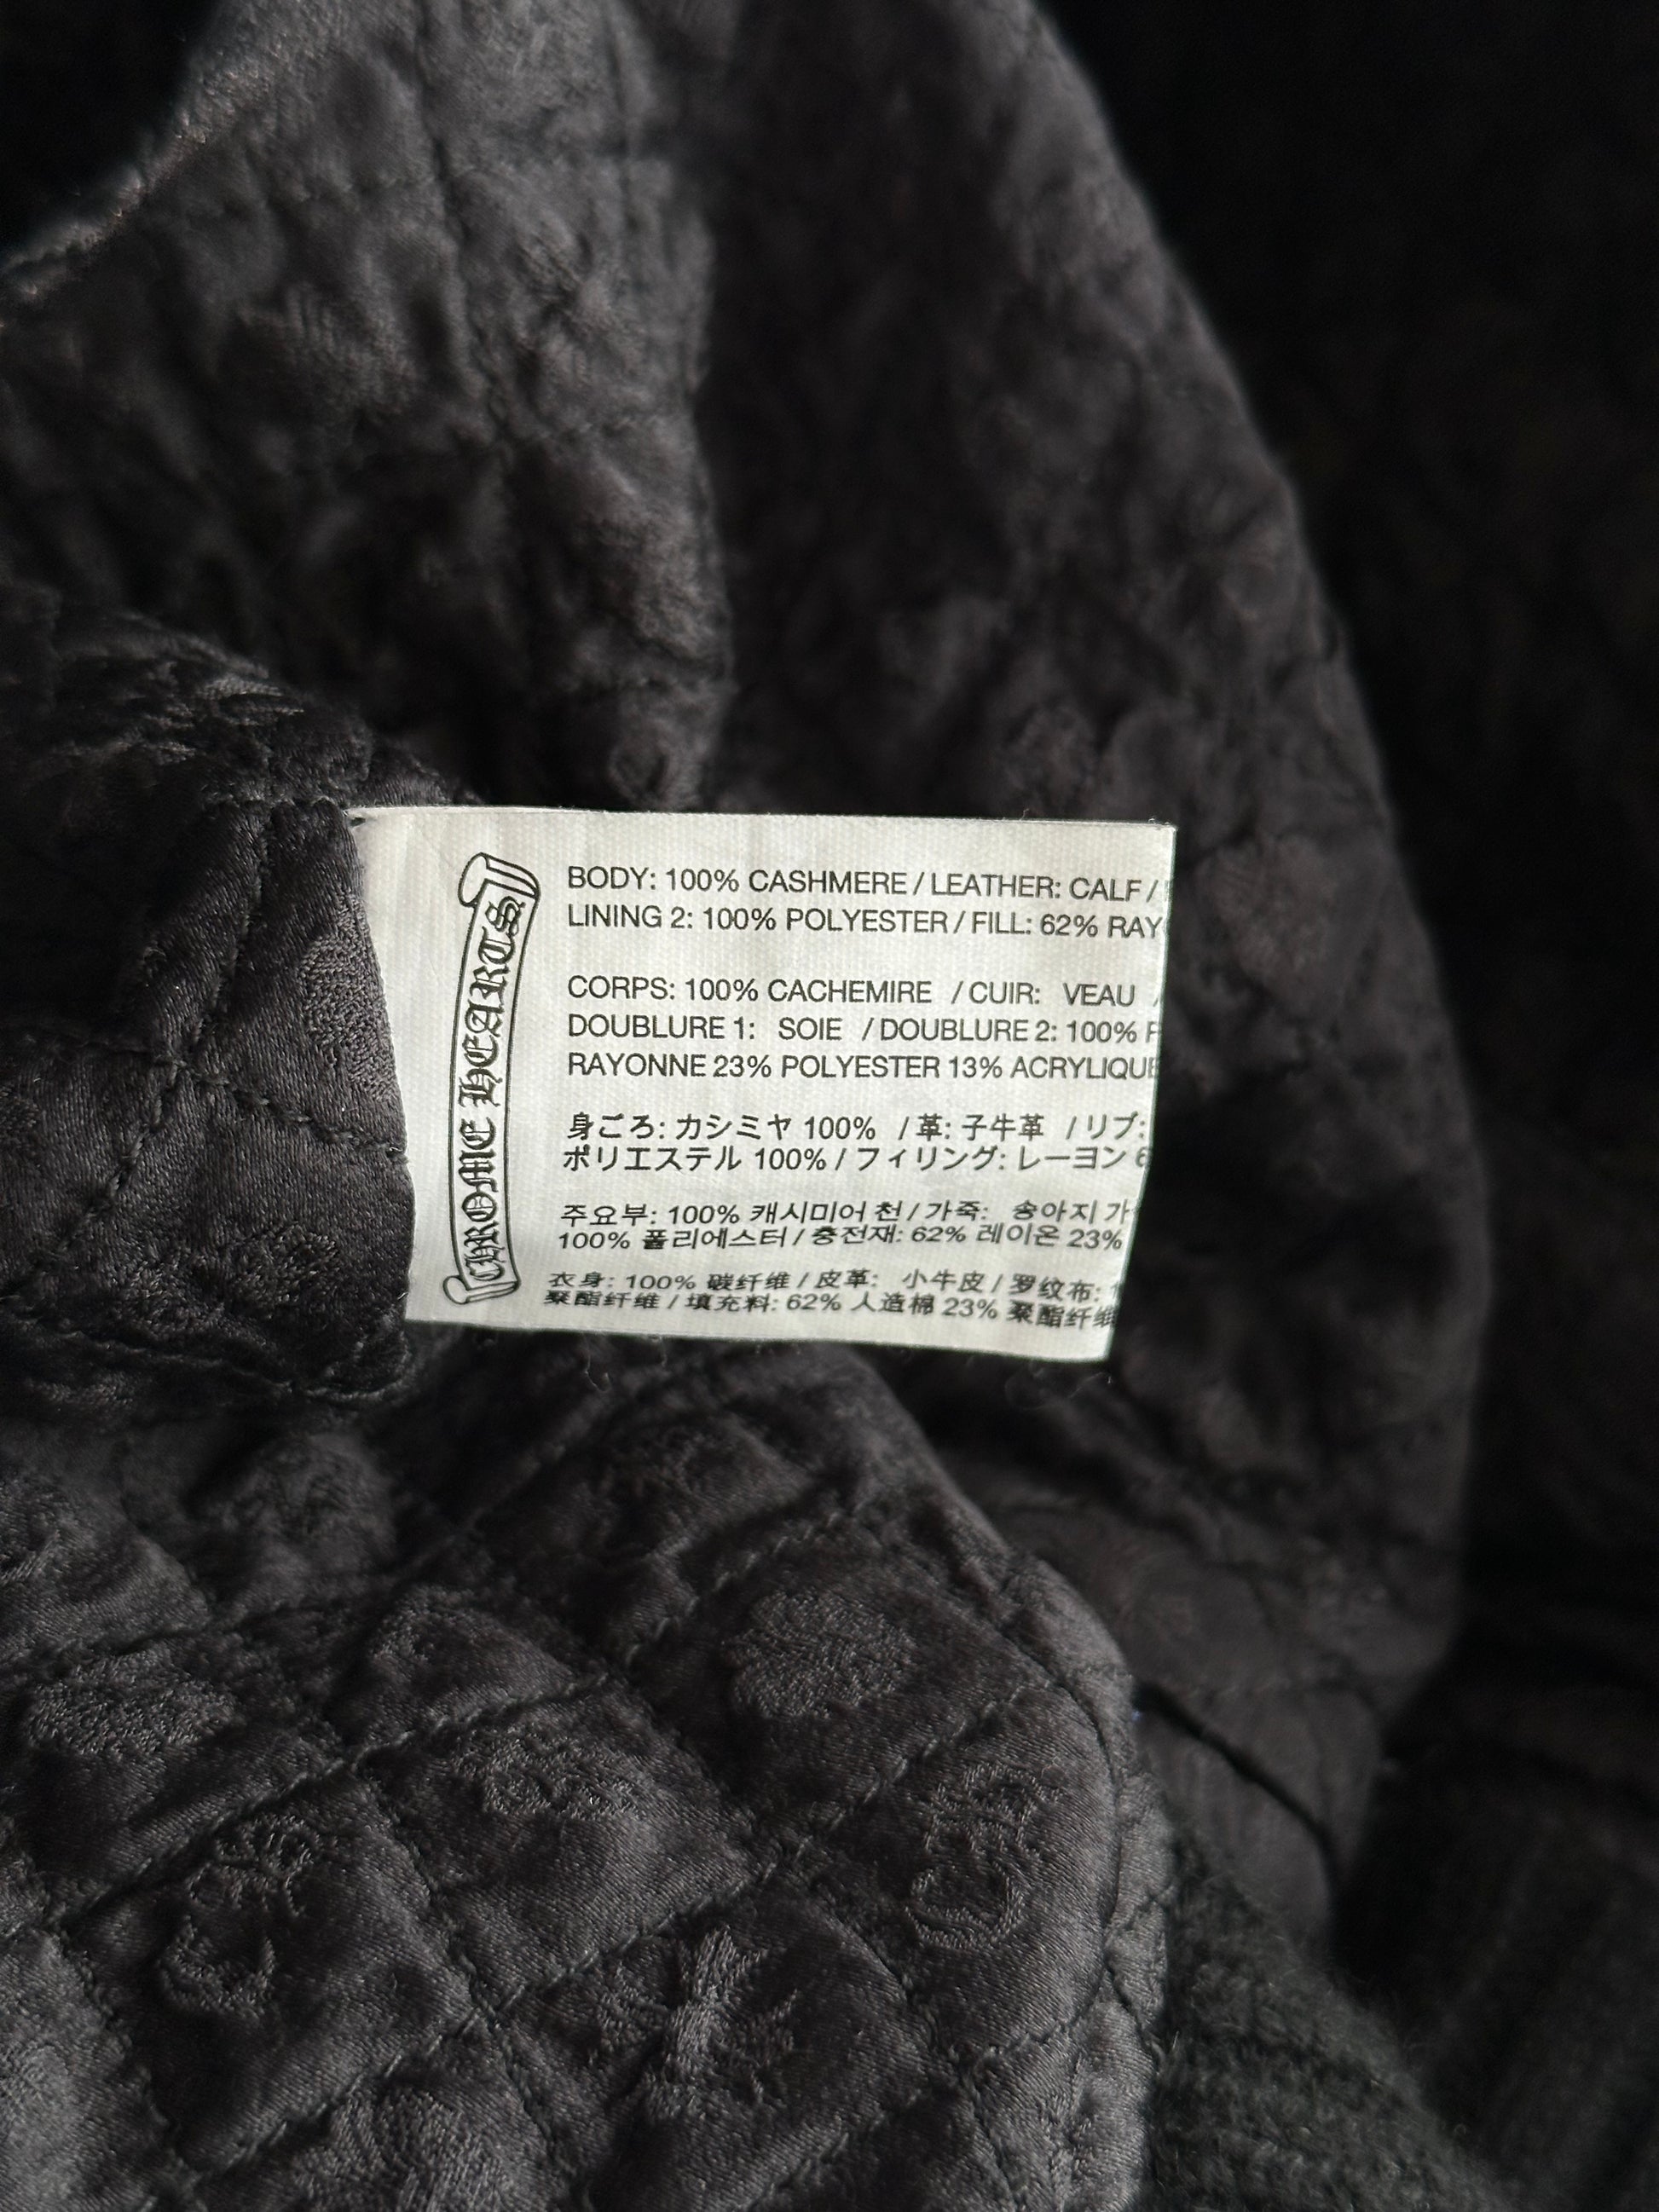 CHROME HEARTS
BODY: 100% CASHMERE / LEATHER: CALF /
LINING 2: 100% POLYESTER / FILL: 62% RAY
CORPS: 100% CACHEMIRE / CUIR: VEAU /
DOUBLURE 1: SOIE / DOUBLURE 2: 100% P
RAYONNE 23% POLYESTER 13% ACRYLIQUE
身ごろ: カシミヤ 100% / 革: 子牛革 / リブ:
ポリエステル 100% / フィリング: レーヨン 6
주요부: 100% 캐시미어 천 / 가죽: 송아지 가
100% 폴리에스터 / 충전재: 62% 레이온 23%
衣身: 100% 碳纤维 / 皮革: 小牛皮 / 罗纹布: 1
聚酯纤维 / 填充料: 62% 人造棉 23% 聚酯纤维